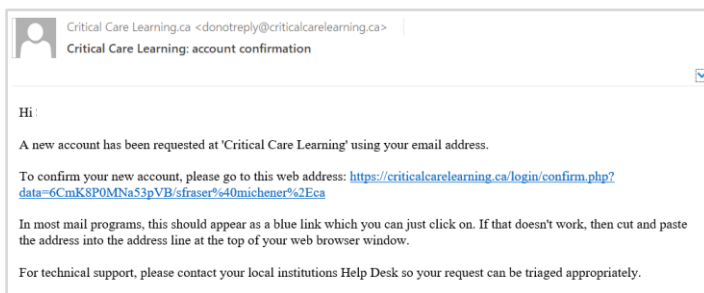 Critical Care Learning.ca <donotreply@criticalcarelearning.ca>
Critical Care Learning: account confirmation
Hi
A new account has been requested at 'Critical Care Learning' using your email address.
To confirm your new account, please go to this web address: https://criticalcarelearning.ca/login/confirm.php?
data=6CmK8P0MNa53pVB/sfraser%40michener%2Eca
In most mail programs, this should appear as a blue link which you can just click on. If that doesn't work, then cut and paste
the address into the address line at the top of your web browser window.
For technical support, please contact your local institutions Help Desk so your request can be triaged appropriately.